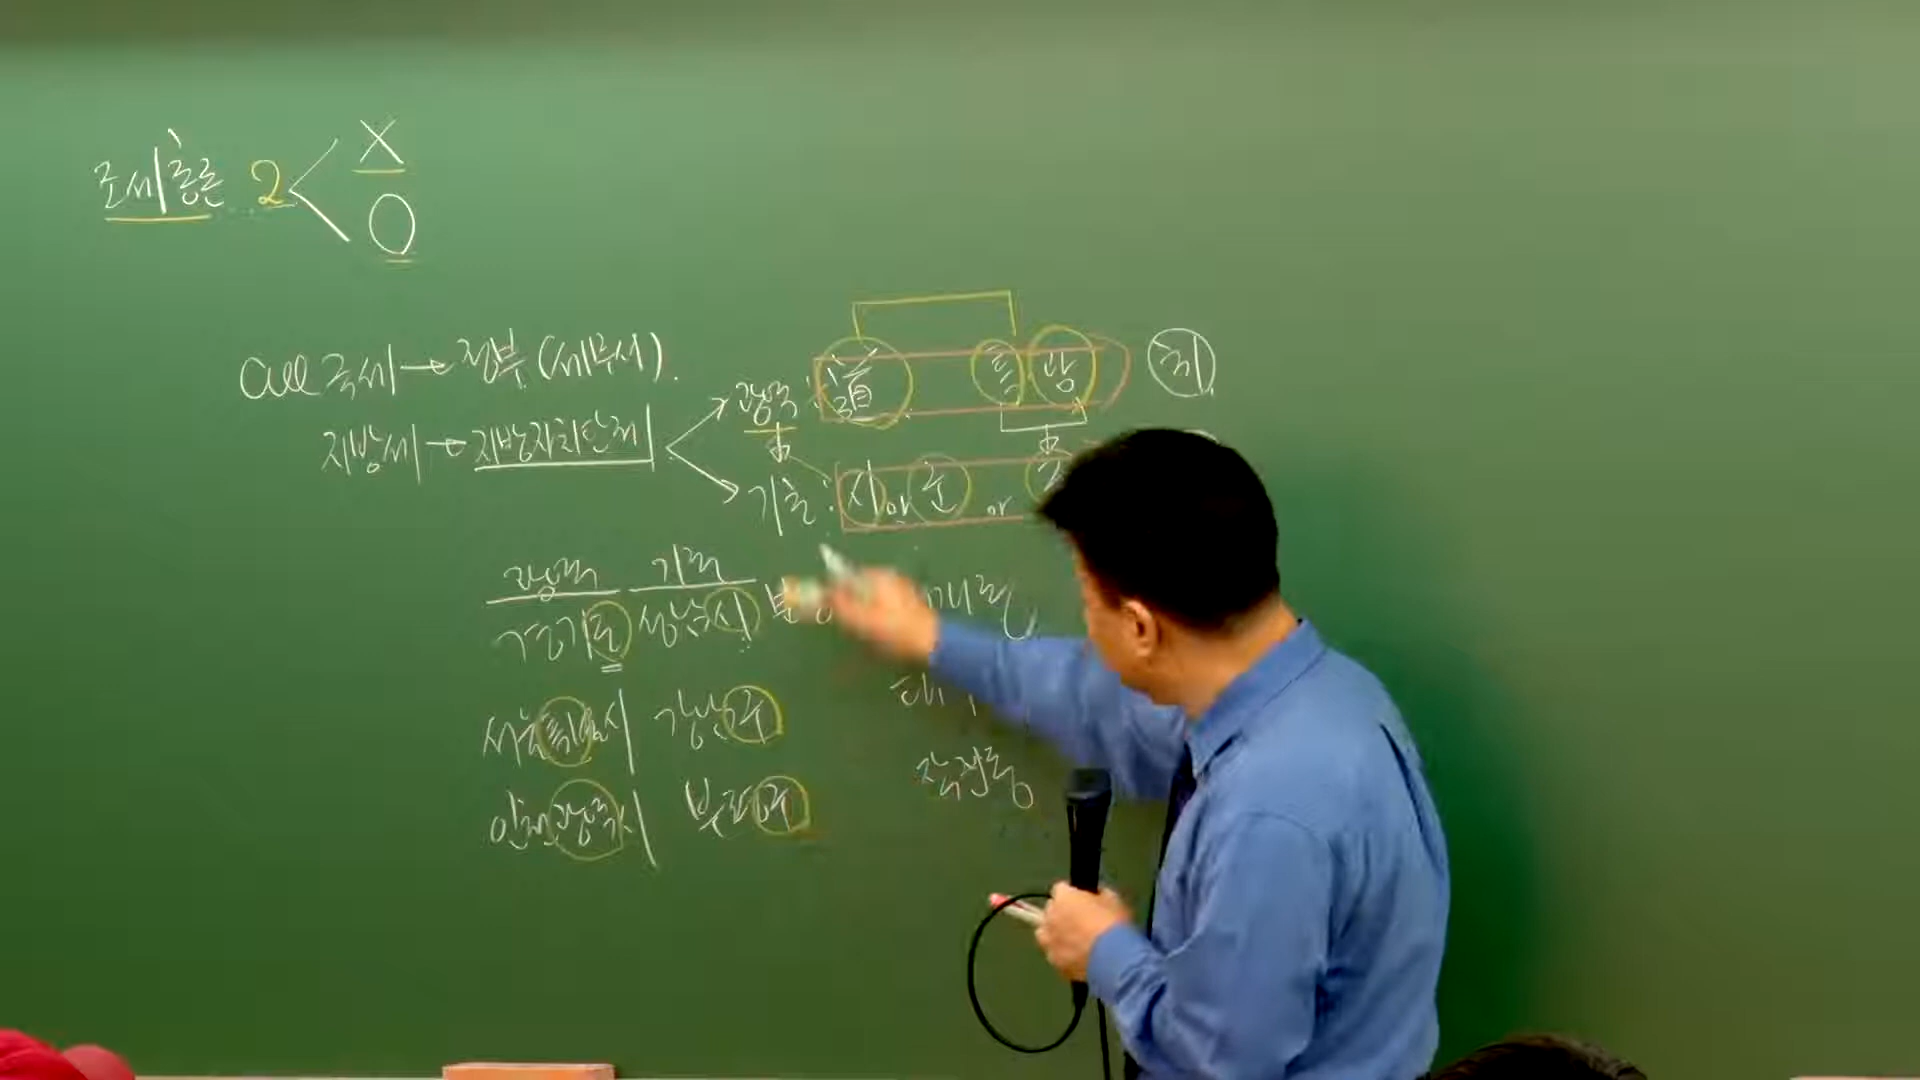 조세총론 2 < X
O
all 국세 → 정부 (세무서).
지방세 → 지방자치단체
광역 : 道 특 광 제
기초 : 시 or 군 or 구
광역 기초
경기도 성남시 분
서울특별시 강남구
인천광역시 부평구